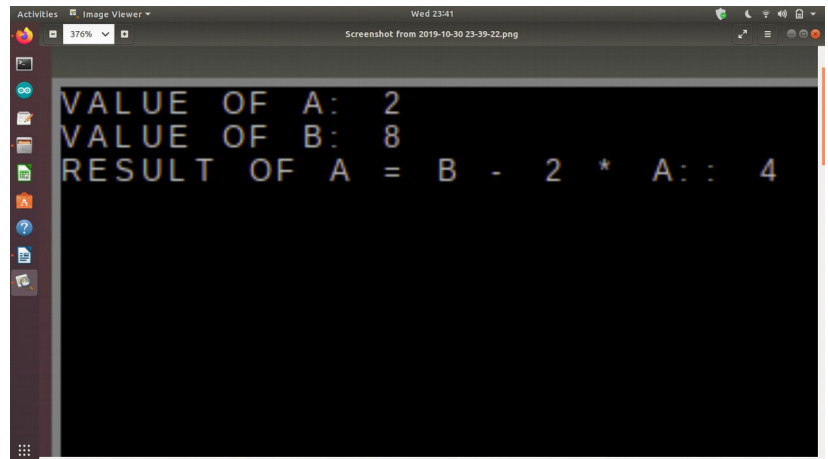 Activities Image Viewer Wed 23:41
376% Screenshot from 2019-10-30 23-39-22.png
VALUE OF A: 2
VALUE OF B: 8
RESULT OF A = B - 2 * A:: 4